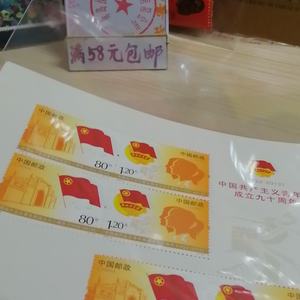 满58元包邮
中国邮政
80分
1.20元
中国邮政
80分
1.20元
中国共产主义青年
成立九十周年
中国邮政